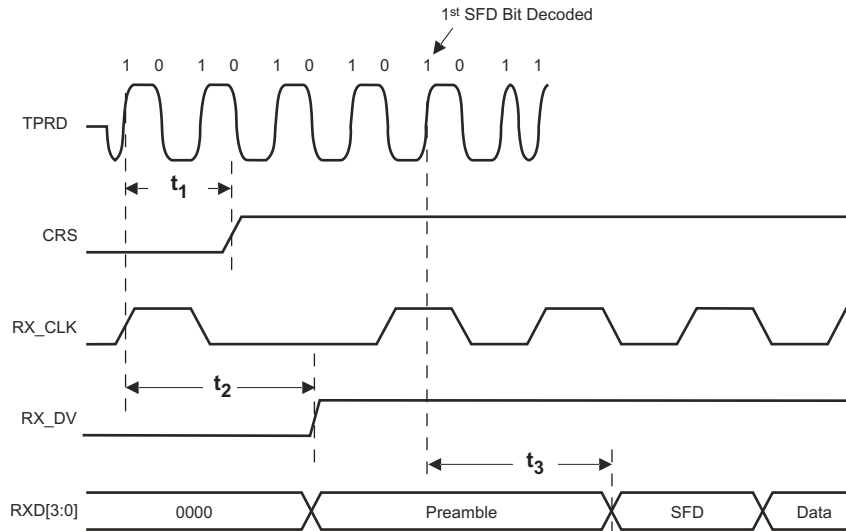 1st SFD Bit Decoded
1 0 1 0 1 0 1 0 1 0 1 1
TPRD
t1
CRS
RX_CLK
t2
RX_DV
t3
RXD[3:0] 0000 Preamble SFD Data